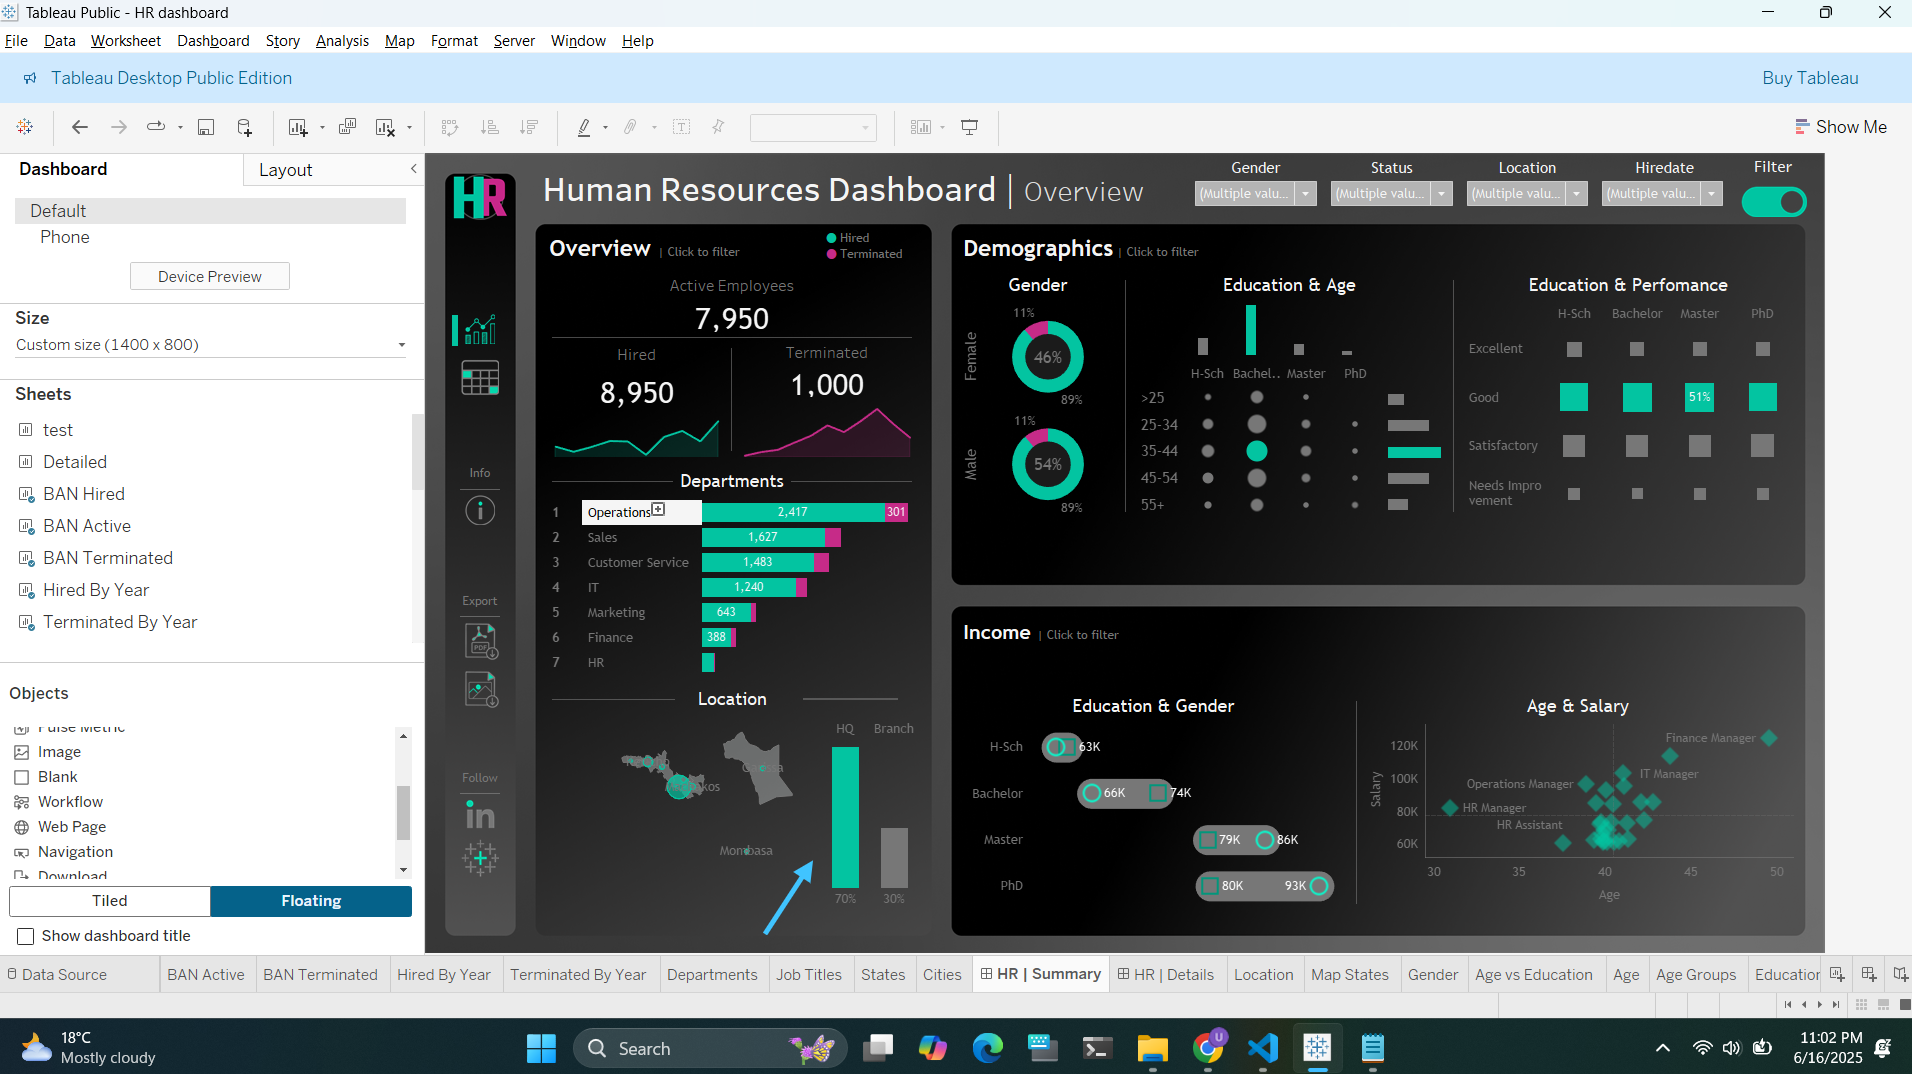 Tableau Public - HR dashboard
File Data Worksheet Dashboard Story Analysis Map Format Server Window Help
Tableau Desktop Public Edition
Buy Tableau
Show Me
Dashboard
Layout
Default
Phone
Device Preview
Size
Custom size (1400 x 800)
Sheets
test
Detailed
BAN Hired
BAN Active
BAN Terminated
Hired By Year
Terminated By Year
Objects
Pulse Metric
Image
Blank
Workflow
Web Page
Navigation
Download
Tiled
Floating
Show dashboard title
HR
Info
Export
PDF
Follow
in
Human Resources Dashboard | Overview
Gender
(Multiple valu...
Status
(Multiple valu...
Location
(Multiple valu...
Hiredate
(Multiple valu...
Filter
Overview | Click to filter
Hired
Terminated
Active Employees
7,950
Hired
8,950
Terminated
1,000
Departments
1 Operations 2,417 301
2 Sales 1,627
3 Customer Service 1,483
4 IT 1,240
5 Marketing 643
6 Finance 388
7 HR
Location
HQ Branch
Garissa
Mombasa
70% 30%
Demographics | Click to filter
Gender
Female
11%
46%
89%
Male
11%
54%
89%
Education & Age
H-Sch Bachel.. Master PhD
>25
25-34
35-44
45-54
55+
Education & Perfomance
H-Sch Bachelor Master PhD
Excellent
Good 51%
Satisfactory
Needs Impro
vement
Income | Click to filter
Education & Gender
H-Sch 63K
Bachelor 66K 74K
Master 79K 86K
PhD 80K 93K
Age & Salary
Salary
120K
100K
80K
60K
Finance Manager
IT Manager
Operations Manager
HR Manager
HR Assistant
30 35 40 45 50
Age
Data Source BAN Active BAN Terminated Hired By Year Terminated By Year Departments Job Titles States Cities HR | Summary HR | Details Location Map States Gender Age vs Education Age Age Groups Education
18°C
Mostly cloudy
Search
U
11:02 PM
6/16/2025